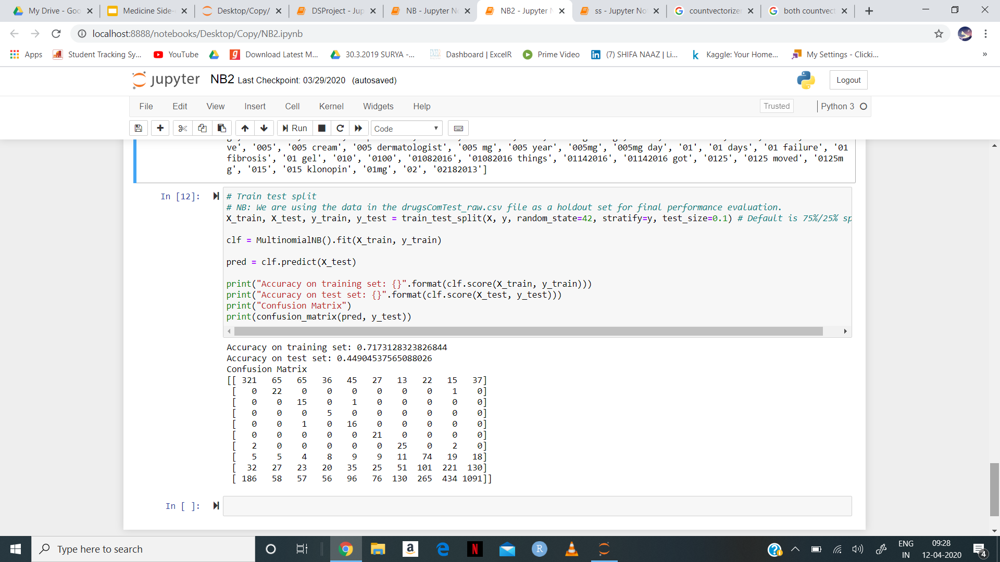 My Drive - Goo
Medicine Side-
Desktop/Copy/
DSProject - Jup
NB - Jupyter N
NB2 - Jupyter
ss - Jupyter No
countvectorize
both countvect
localhost:8888/notebooks/Desktop/Copy/NB2.ipynb
Apps
Student Tracking Sy...
YouTube
Download Latest M...
30.3.2019 SURYA -...
Dashboard | ExcelR
Prime Video
(7) SHIFA NAAZ | Li...
Kaggle: Your Home...
My Settings - Clicki...
»
jupyter NB2 Last Checkpoint: 03/29/2020 (autosaved)
Logout
File Edit View Insert Cell Kernel Widgets Help
Trusted
Python 3
Run
Code
ve', '005', '005 cream', '005 dermatologist', '005 mg', '005 year', '005mg', '005mg day', '01', '01 days', '01 failure', '01
fibrosis', '01 gel', '010', '0100', '01082016', '01082016 things', '01142016', '01142016 got', '0125', '0125 moved', '0125m
g', '015', '015 klonopin', '01mg', '02', '02182013']
In [12]:
# Train test split
# NB: We are using the data in the drugsComTest_raw.csv file as a holdout set for final performance evaluation.
X_train, X_test, y_train, y_test = train_test_split(X, y, random_state=42, stratify=y, test_size=0.1) # Default is 75%/25% sp
clf = MultinomialNB().fit(X_train, y_train)
pred = clf.predict(X_test)
print("Accuracy on training set: {}".format(clf.score(X_train, y_train)))
print("Accuracy on test set: {}".format(clf.score(X_test, y_test)))
print("Confusion Matrix")
print(confusion_matrix(pred, y_test))
Accuracy on training set: 0.7173128323826844
Accuracy on test set: 0.44904537565088026
Confusion Matrix
[[ 321 65 65 36 45 27 13 22 15 37]
[ 0 22 0 0 0 0 0 0 1 0]
[ 0 0 15 0 1 0 0 0 0 0]
[ 0 0 0 5 0 0 0 0 0 0]
[ 0 0 1 0 16 0 0 0 0 0]
[ 0 0 0 0 0 21 0 0 0 0]
[ 2 0 0 0 0 0 25 0 2 0]
[ 5 5 4 8 9 9 11 74 19 18]
[ 32 27 23 20 35 25 51 101 221 130]
[ 186 58 57 56 96 76 130 265 434 1091]]
In [ ]:
Type here to search
ENG
IN
09:28
12-04-2020
4